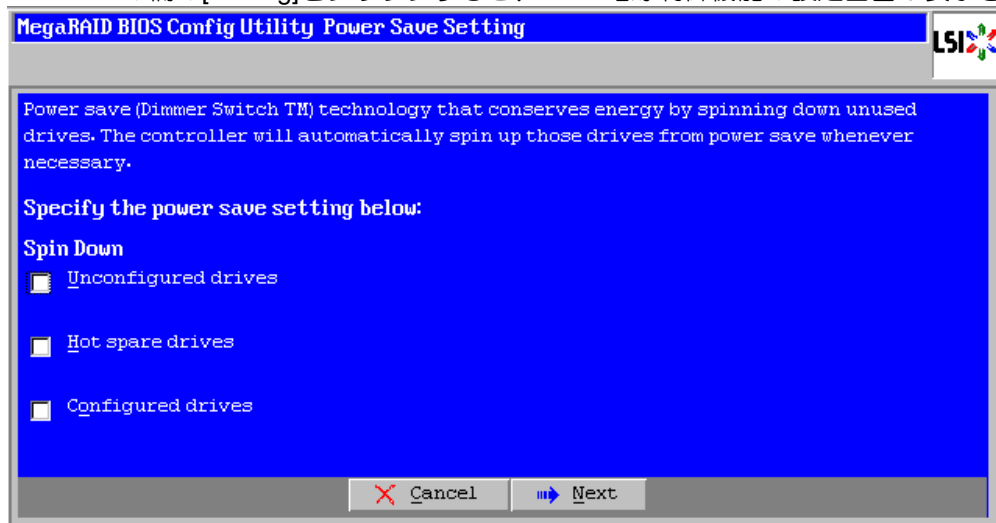 MegaRAID BIOS Config Utility Power Save Setting
LSI
Power save (Dimmer Switch TM) technology that conserves energy by spinning down unused
drives. The controller will automatically spin up those drives from power save whenever
necessary.
Specify the power save setting below:
Spin Down
Unconfigured drives
Hot spare drives
Configured drives
Cancel
Next